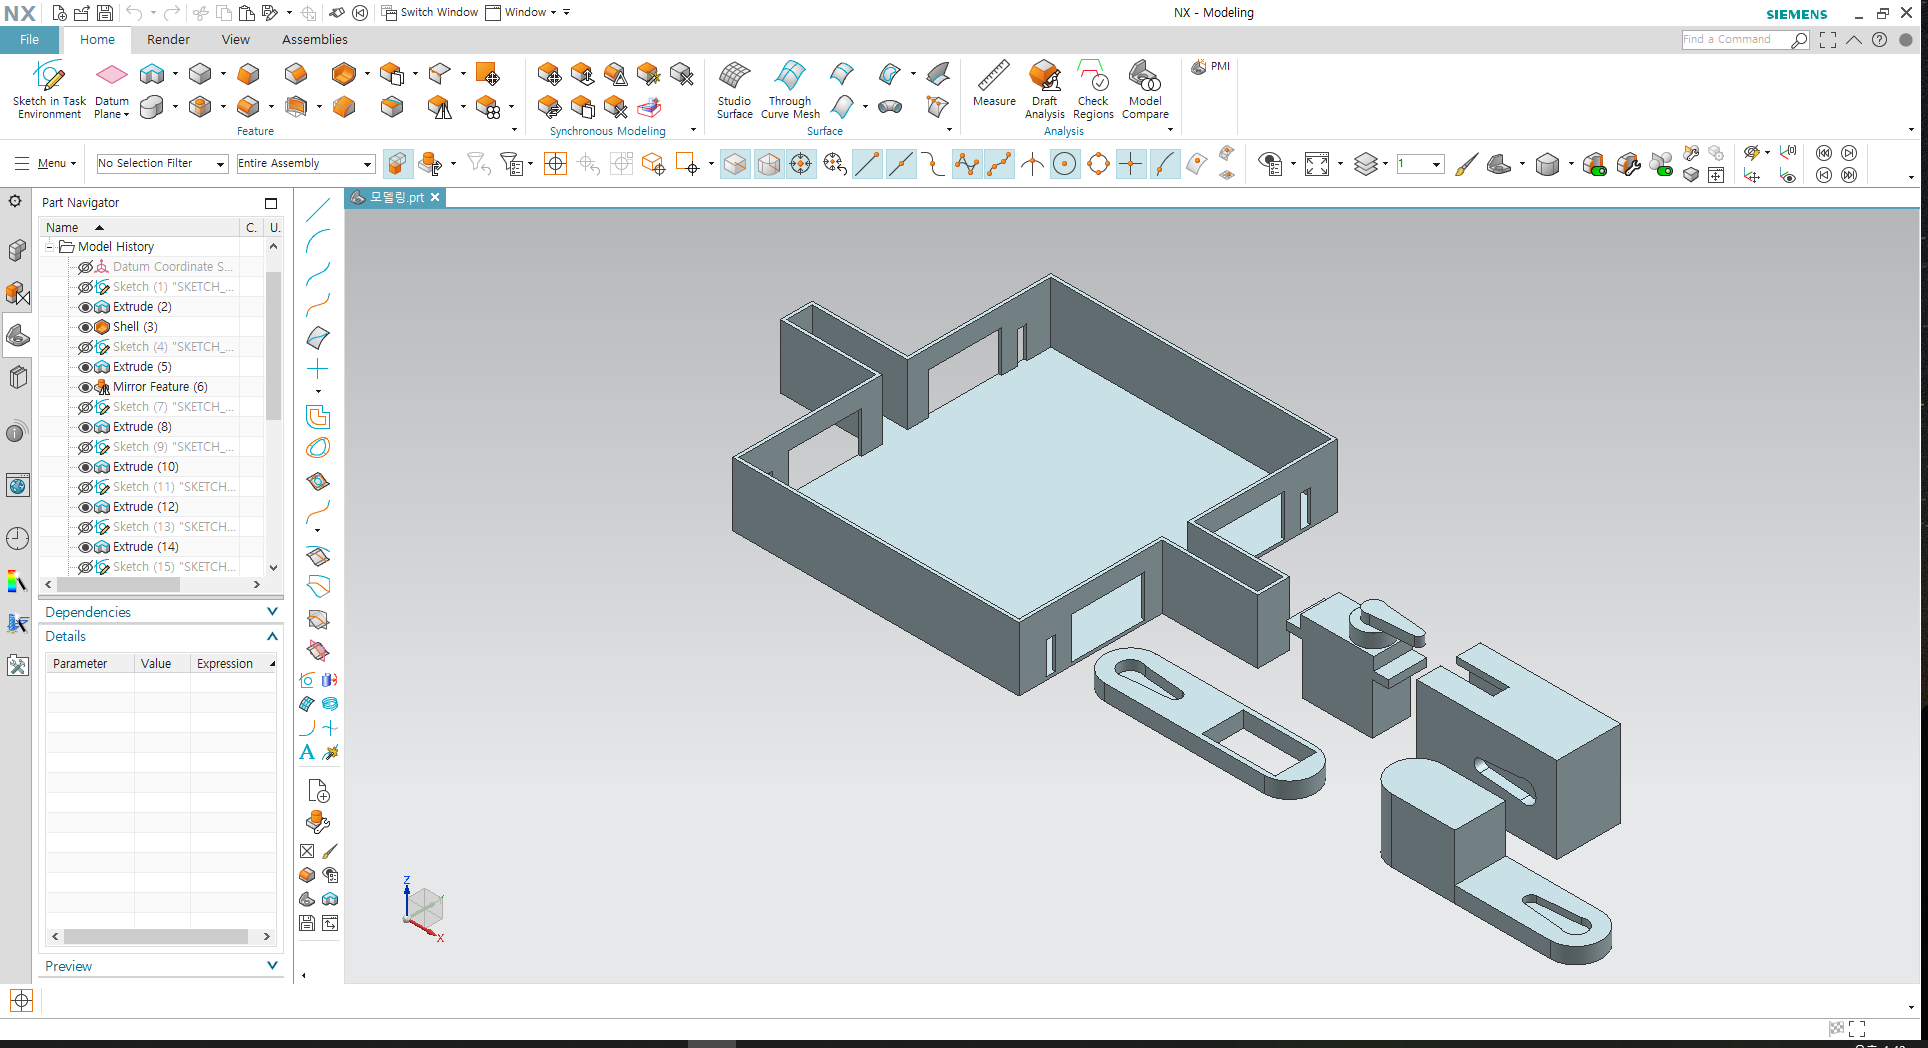 NX
Switch Window
Window
NX - Modeling
SIEMENS
File
Home
Render
View
Assemblies
Find a Command
Sketch in Task
Environment
Datum
Plane
Feature
Synchronous Modeling
Studio
Surface
Through
Curve Mesh
Surface
Measure
Draft
Analysis
Check
Regions
Model
Compare
Analysis
PMI
Menu
No Selection Filter
Entire Assembly
1
Part Navigator
모델링.prt
Name
C.
U.
Model History
Datum Coordinate S...
Sketch (1) "SKETCH_...
Extrude (2)
Shell (3)
Sketch (4) "SKETCH_...
Extrude (5)
Mirror Feature (6)
Sketch (7) "SKETCH_...
Extrude (8)
Sketch (9) "SKETCH_...
Extrude (10)
Sketch (11) "SKETCH...
Extrude (12)
Sketch (13) "SKETCH...
Extrude (14)
Sketch (15) "SKETCH...
Dependencies
Details
Parameter
Value
Expression
Preview
A
Z
X